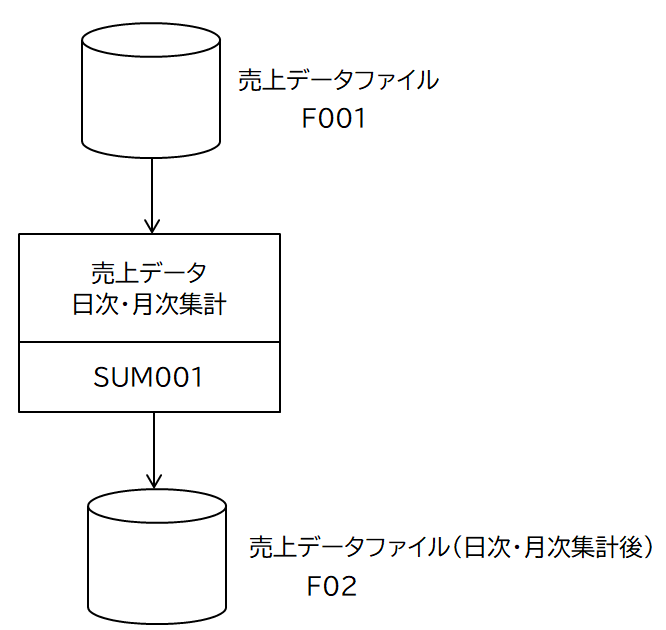 売上データファイル
F001
売上データ
日次・月次集計
SUM001
売上データファイル(日次・月次集計後)
F02